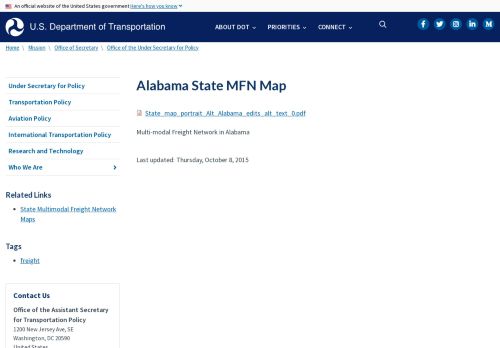 An official website of the United States government Here's how you know
U.S. Department of Transportation
ABOUT DOT
PRIORITIES
CONNECT
Home \ Mission \ Office of Secretary \ Office of the Under Secretary for Policy
Under Secretary for Policy
Transportation Policy
Aviation Policy
International Transportation Policy
Research and Technology
Who We Are
Related Links
State Multimodal Freight Network
Maps
Tags
freight
Contact Us
Office of the Assistant Secretary
for Transportation Policy
1200 New Jersey Ave, SE
Washington, DC 20590
United States
Alabama State MFN Map
State_map_portrait_Alt_Alabama_edits_alt_text_0.pdf
Multi-modal Freight Network in Alabama
Last updated: Thursday, October 8, 2015